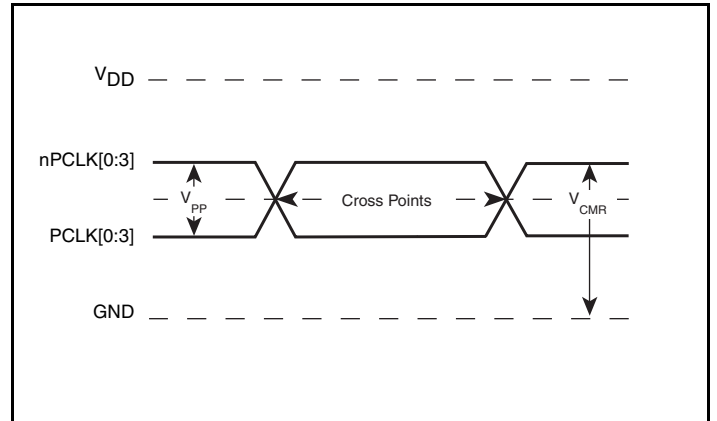 VDD
nPCLK[0:3]
VPP
Cross Points
VCMR
PCLK[0:3]
GND